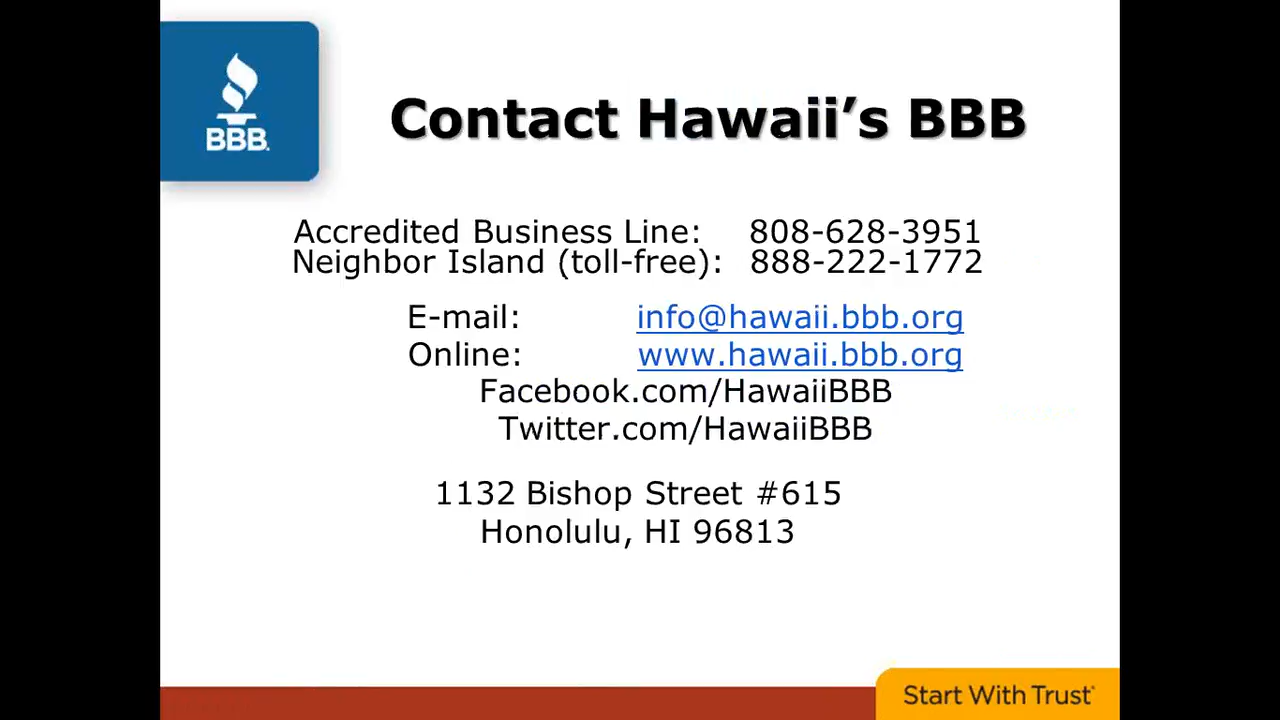 BBB.
Contact Hawaii’s BBB
Accredited Business Line: 808-628-3951
Neighbor Island (toll-free): 888-222-1772
E-mail: info@hawaii.bbb.org
Online: www.hawaii.bbb.org
Facebook.com/HawaiiBBB
Twitter.com/HawaiiBBB
1132 Bishop Street #615
Honolulu, HI 96813
Start With Trust®